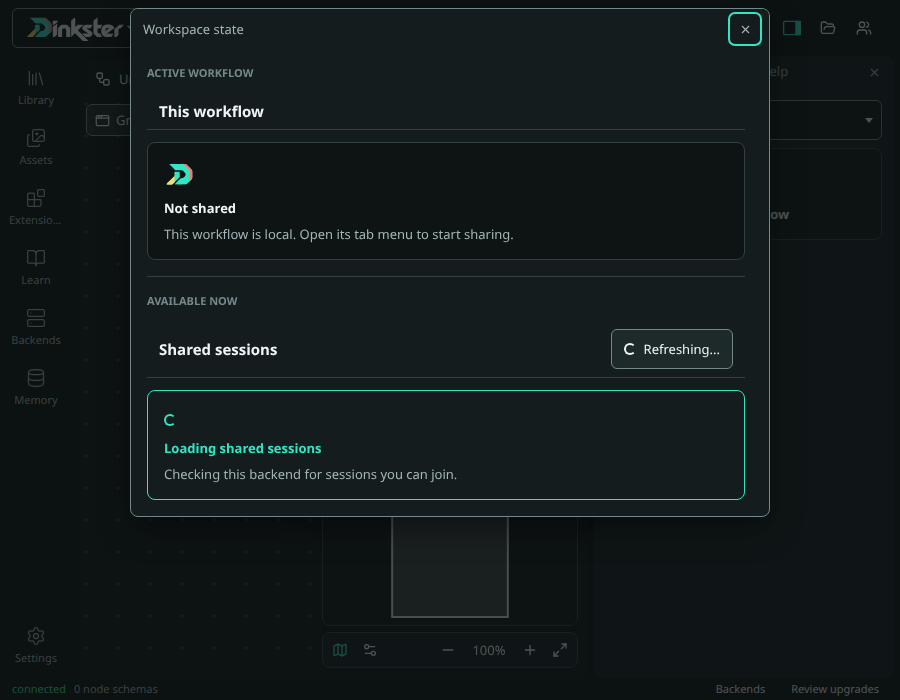 Dinkster
Workspace state
ACTIVE WORKFLOW
This workflow
Not shared
This workflow is local. Open its tab menu to start sharing.
AVAILABLE NOW
Shared sessions
Refreshing...
Loading shared sessions
Checking this backend for sessions you can join.
Library
Assets
Extensio...
Learn
Backends
Memory
Settings
100%
connected
0 node schemas
Backends
Review upgrades